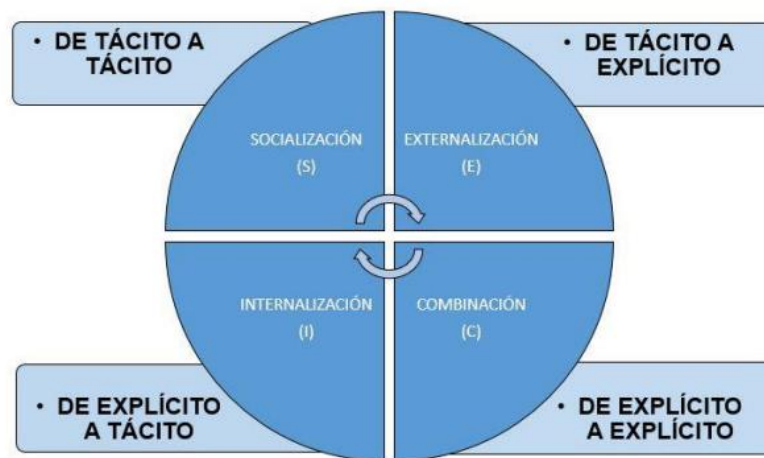 • DE TÁCITO A
TÁCITO
• DE TÁCITO A
EXPLÍCITO
SOCIALIZACIÓN
(S)
EXTERNALIZACIÓN
(E)
INTERNALIZACIÓN
(I)
COMBINACIÓN
(C)
• DE EXPLÍCITO
A TÁCITO
• DE EXPLÍCITO
A EXPLÍCITO